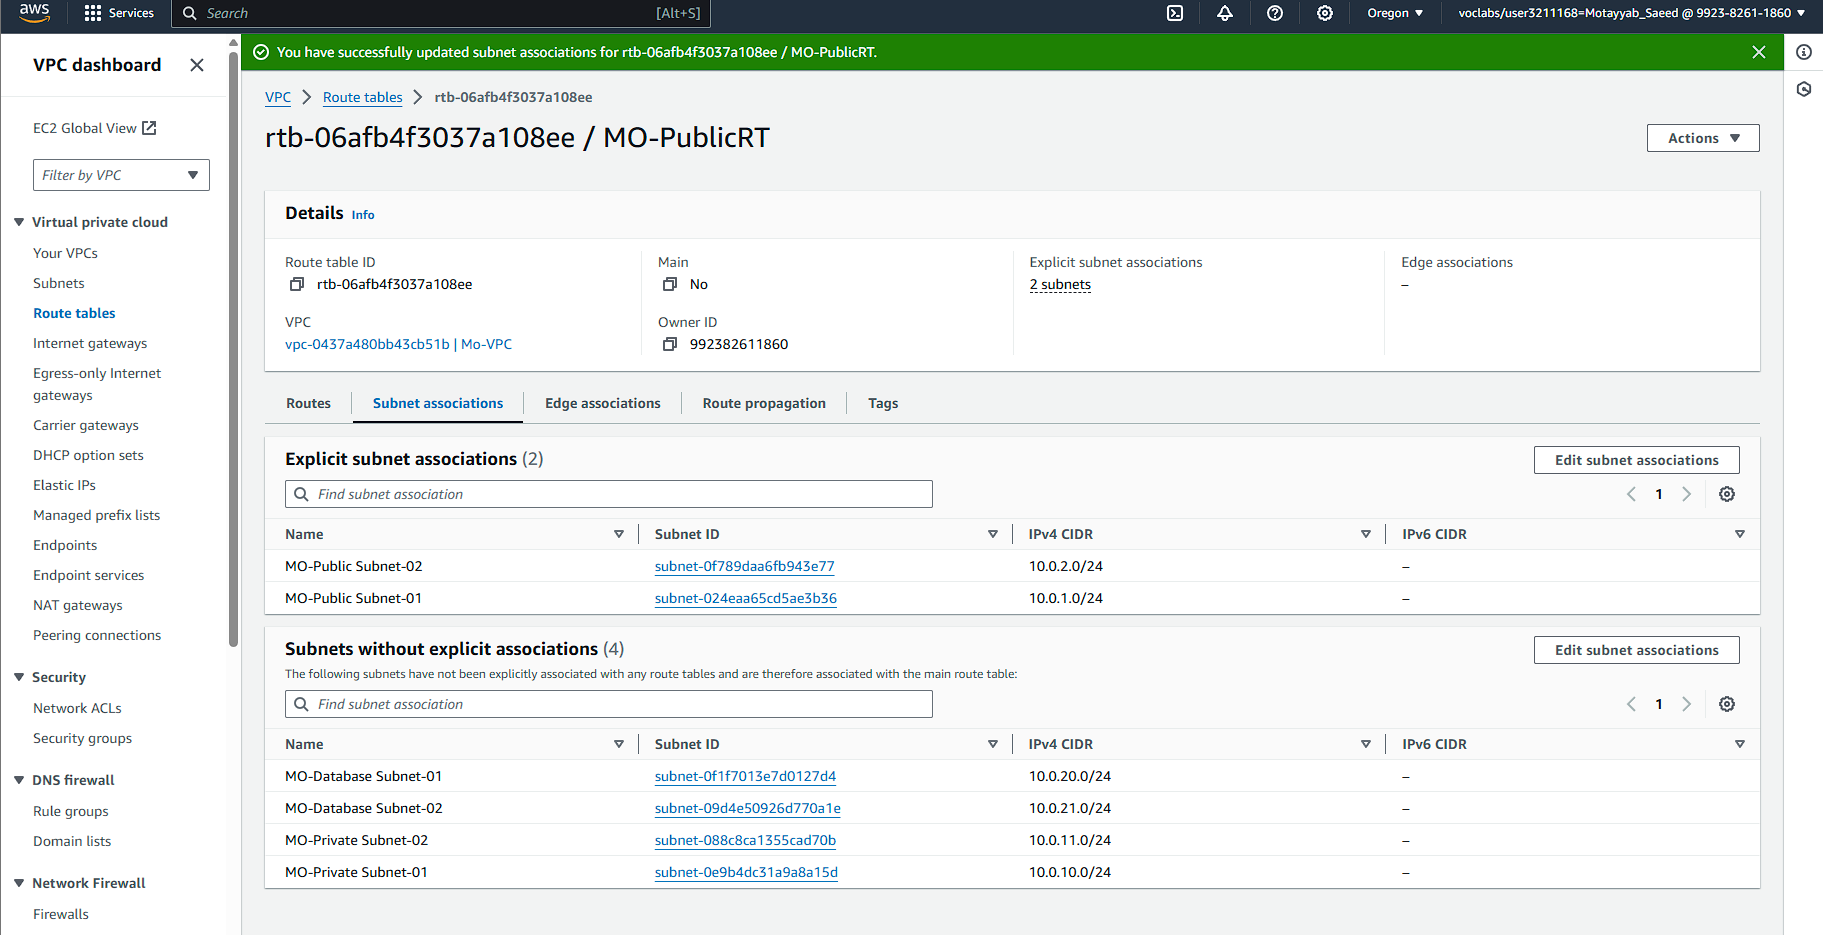 aws
Services
Search
[Alt+S]
Oregon
voclabs/user3211168=Motayyab_Saeed @ 9923-8261-1860
VPC dashboard
EC2 Global View
Filter by VPC
Virtual private cloud
Your VPCs
Subnets
Route tables
Internet gateways
Egress-only Internet
gateways
Carrier gateways
DHCP option sets
Elastic IPs
Managed prefix lists
Endpoints
Endpoint services
NAT gateways
Peering connections
Security
Network ACLs
Security groups
DNS firewall
Rule groups
Domain lists
Network Firewall
Firewalls
You have successfully updated subnet associations for rtb-06afb4f3037a108ee / MO-PublicRT.
VPC
Route tables
rtb-06afb4f3037a108ee
rtb-06afb4f3037a108ee / MO-PublicRT
Actions
Details Info
Route table ID
rtb-06afb4f3037a108ee
Main
No
Explicit subnet associations
2 subnets
Edge associations
–
VPC
vpc-0437a480bb43cb51b | Mo-VPC
Owner ID
992382611860
Routes
Subnet associations
Edge associations
Route propagation
Tags
Explicit subnet associations (2)
Edit subnet associations
Find subnet association
1
Name Subnet ID IPv4 CIDR IPv6 CIDR
MO-Public Subnet-02 subnet-0f789daa6fb943e77 10.0.2.0/24 –
MO-Public Subnet-01 subnet-024eaa65cd5ae3b36 10.0.1.0/24 –
Subnets without explicit associations (4)
Edit subnet associations
The following subnets have not been explicitly associated with any route tables and are therefore associated with the main route table:
Find subnet association
1
Name Subnet ID IPv4 CIDR IPv6 CIDR
MO-Database Subnet-01 subnet-0f1f7013e7d0127d4 10.0.20.0/24 –
MO-Database Subnet-02 subnet-09d4e50926d770a1e 10.0.21.0/24 –
MO-Private Subnet-02 subnet-088c8ca1355cad70b 10.0.11.0/24 –
MO-Private Subnet-01 subnet-0e9b4dc31a9a8a15d 10.0.10.0/24 –